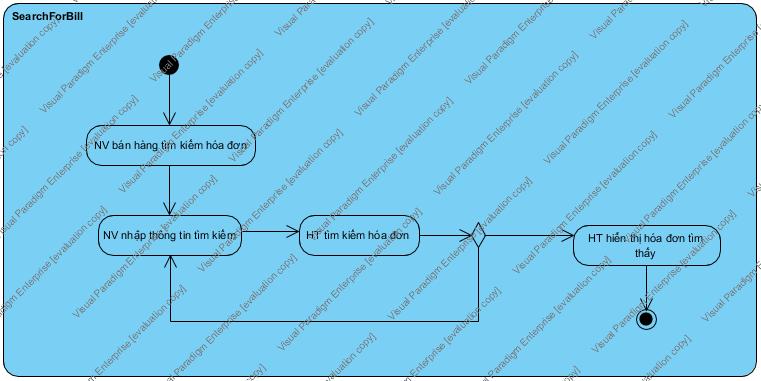 SearchForBill
NV bán hàng tìm kiếm hóa đơn
NV nhập thông tin tìm kiếm
HT tìm kiếm hóa đơn
HT hiển thị hóa đơn tìm
thấy
Visual Paradigm Enterprise [evaluation copy]